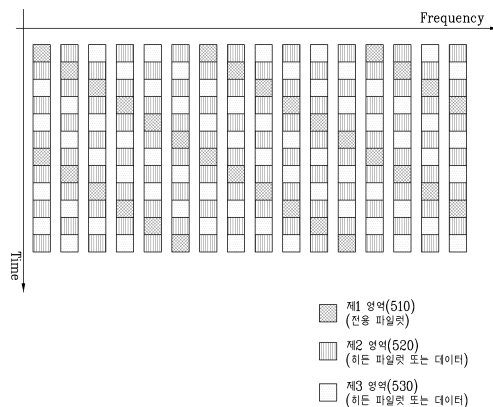 Frequency
Time
제1 영역(510)
(전용 파일럿)
제2 영역(520)
(히든 파일럿 또는 데이터)
제3 영역(530)
(히든 파일럿 또는 데이터)